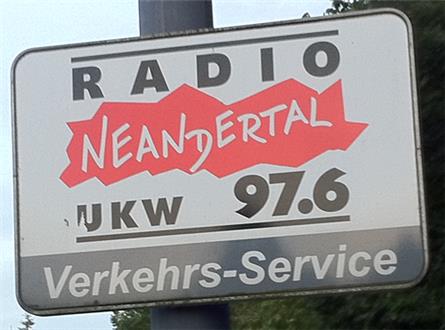 RADIO
NEANDERTAL
UKW 97.6
Verkehrs-Service